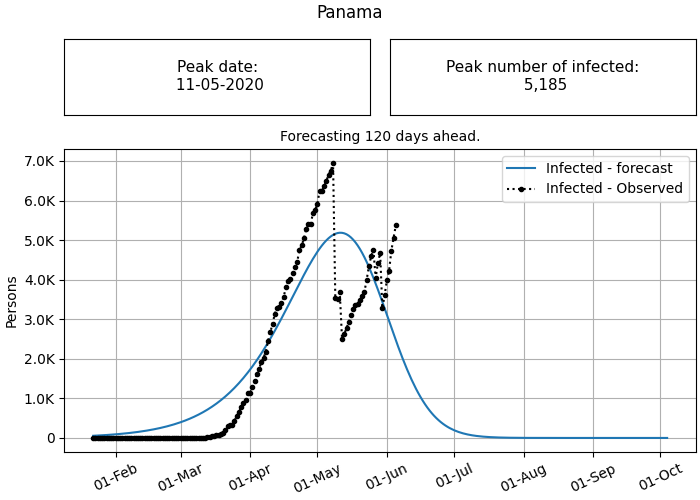 Panama
Peak date:
11-05-2020
Peak number of infected:
5,185
Forecasting 120 days ahead.
Infected - forecast
Infected - Observed
Persons
7.0K
6.0K
5.0K
4.0K
3.0K
2.0K
1.0K
0
01-Feb
01-Mar
01-Apr
01-May
01-Jun
01-Jul
01-Aug
01-Sep
01-Oct